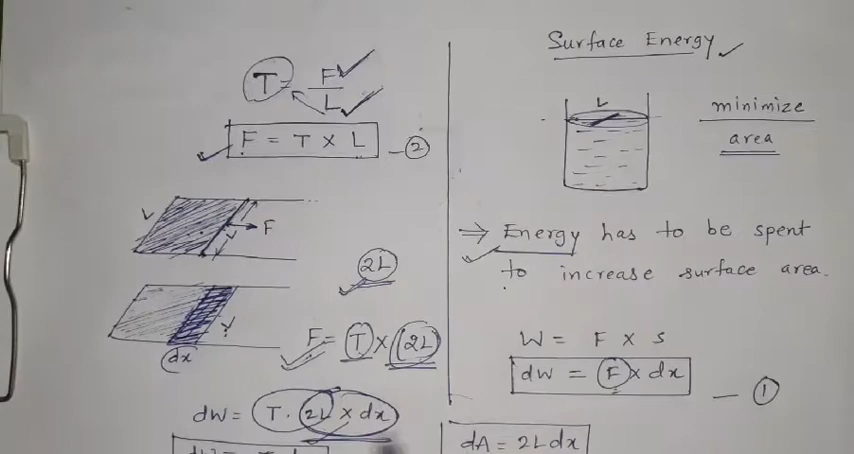 T = F / L
F = T × L — ②
F
2L
dx
F = T × 2L
dW = T · 2L × dx
Surface Energy
L
minimize
area
⇒ Energy has to be spent
to increase surface area.
W = F × s
dW = F × dx — ①
dA = 2L dx